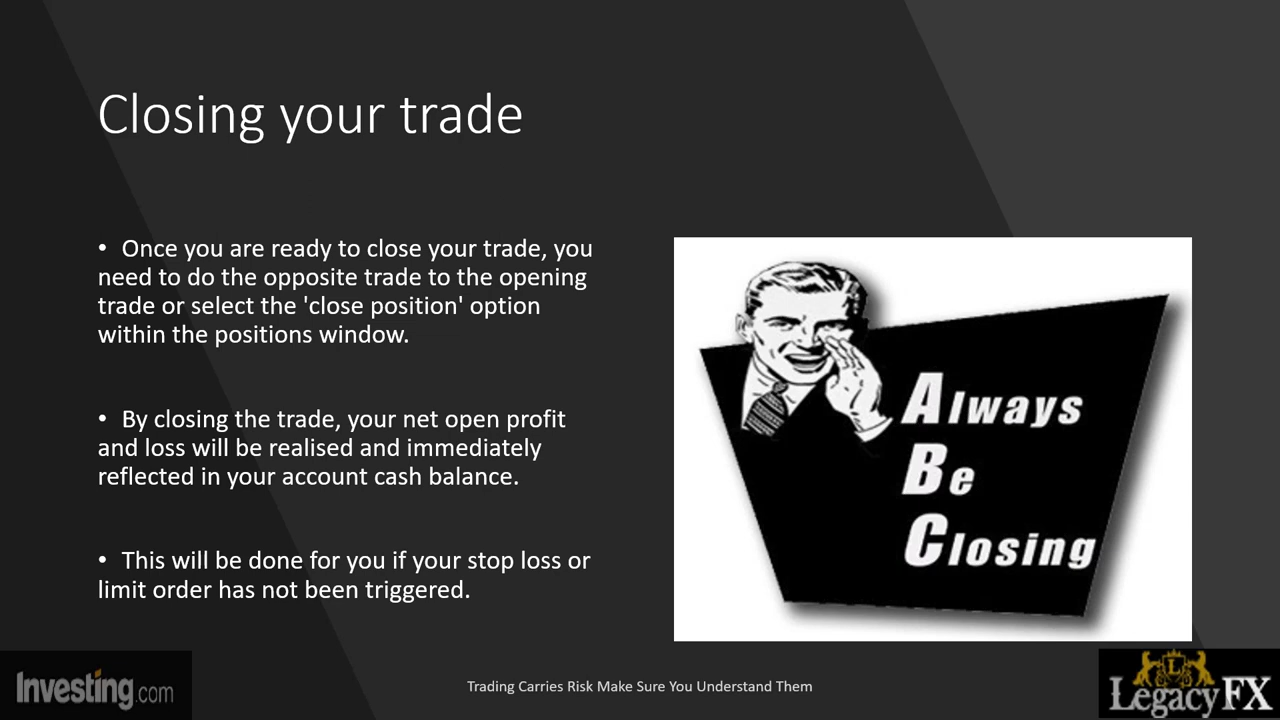 Closing your trade
• Once you are ready to close your trade, you
need to do the opposite trade to the opening
trade or select the 'close position' option
within the positions window.
• By closing the trade, your net open profit
and loss will be realised and immediately
reflected in your account cash balance.
• This will be done for you if your stop loss or
limit order has not been triggered.
Always
Be
Closing
Investing.com
Trading Carries Risk Make Sure You Understand Them
L
LegacyFX